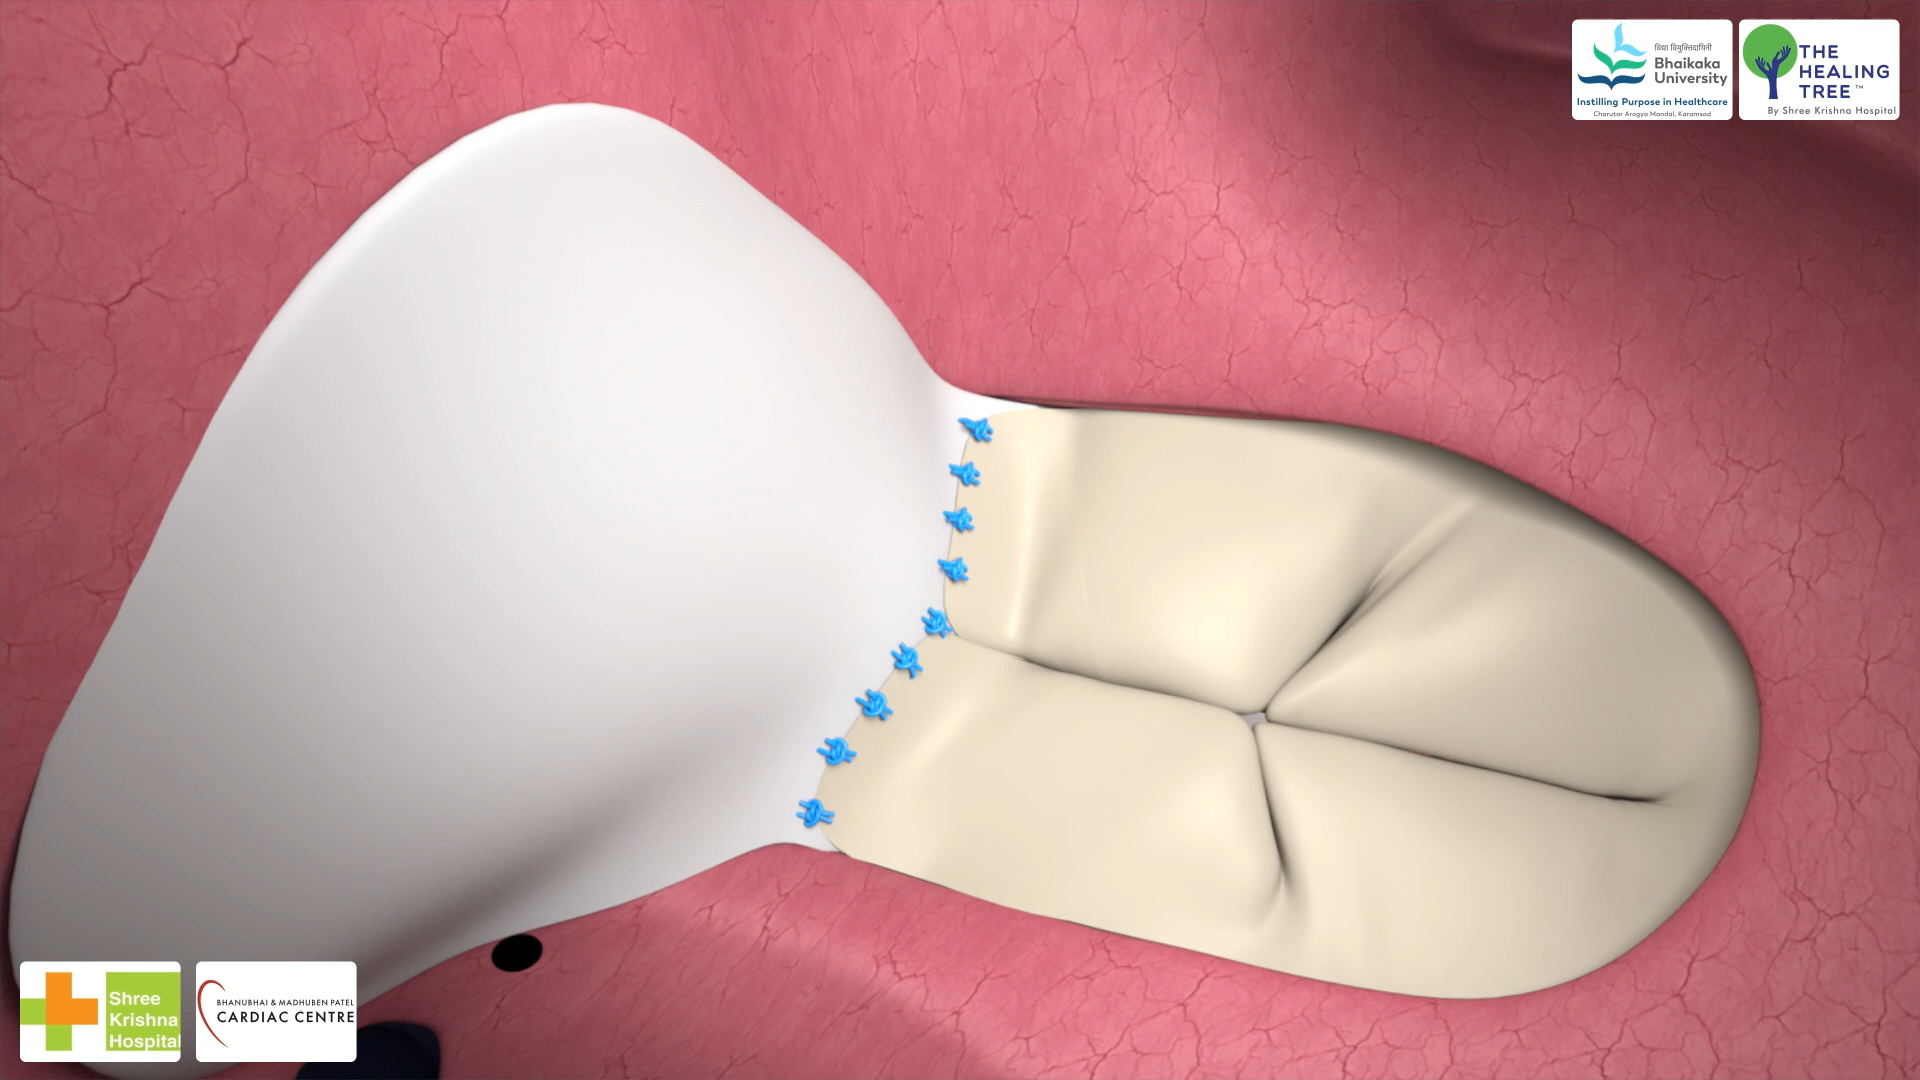 विद्या विमुक्तिदायिनी
Bhaikaka
University
Instilling Purpose in Healthcare
Charutar Arogya Mandal, Karamsad
THE
HEALING
TREE™
By Shree Krishna Hospital
Shree
Krishna
Hospital
BHANUBHAI & MADHUBEN PATEL
CARDIAC CENTRE